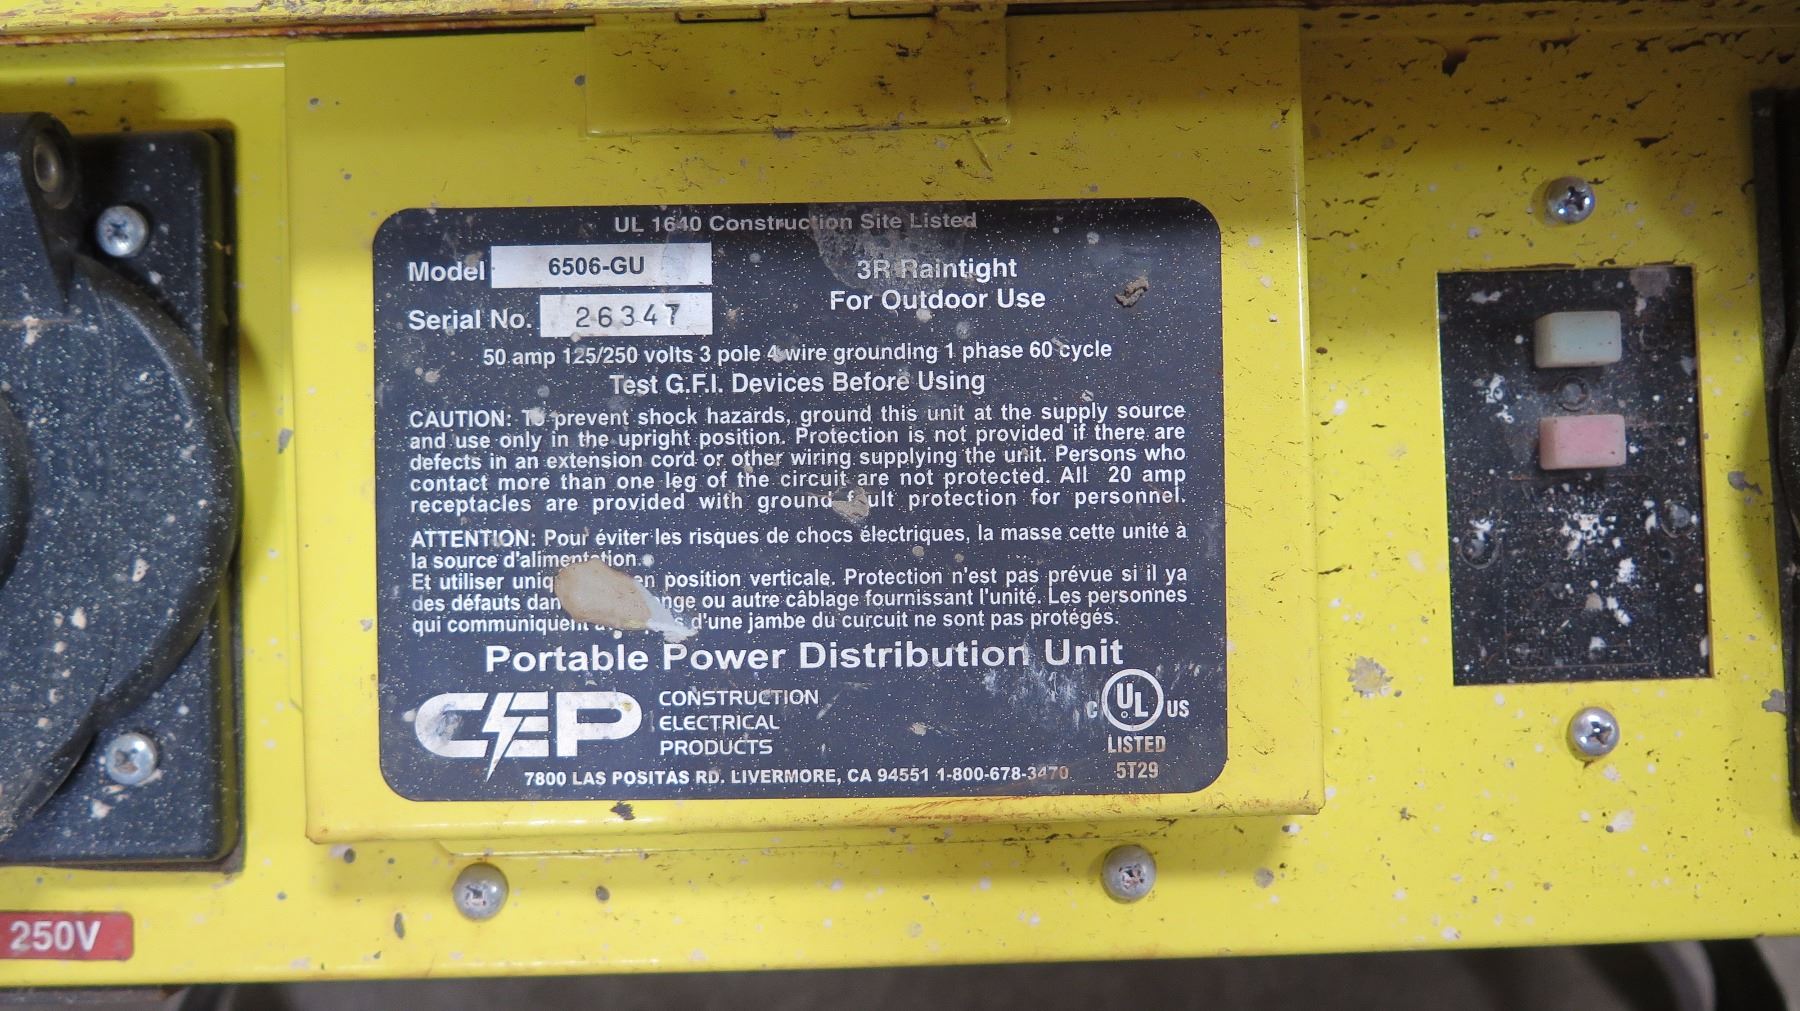 UL 1640 Construction Site Listed
Model 6506-GU
Serial No. 26347
3R Raintight
For Outdoor Use
50 amp 125/250 volts 3 pole 4 wire grounding 1 phase 60 cycle
Test G.F.I. Devices Before Using
CAUTION: To prevent shock hazards, ground this unit at the supply source
and use only in the upright position. Protection is not provided if there are
defects in an extension cord or other wiring supplying the unit. Persons who
contact more than one leg of the circuit are not protected. All 20 amp
receptacles are provided with ground fault protection for personnel.
ATTENTION: Pour éviter les risques de chocs électriques, la masse cette unité à
la source d'alimentation.
Et utiliser en position verticale. Protection n'est pas prévue si il ya
des défauts ou autre câblage fournissant l'unité. Les personnes
qui communiquent d'une jambe du curcuit ne sont pas protégés.
Portable Power Distribution Unit
CEP CONSTRUCTION
ELECTRICAL
PRODUCTS
C UL US
LISTED
5T29
7800 LAS POSITAS RD. LIVERMORE, CA 94551 1-800-678-3470
250V